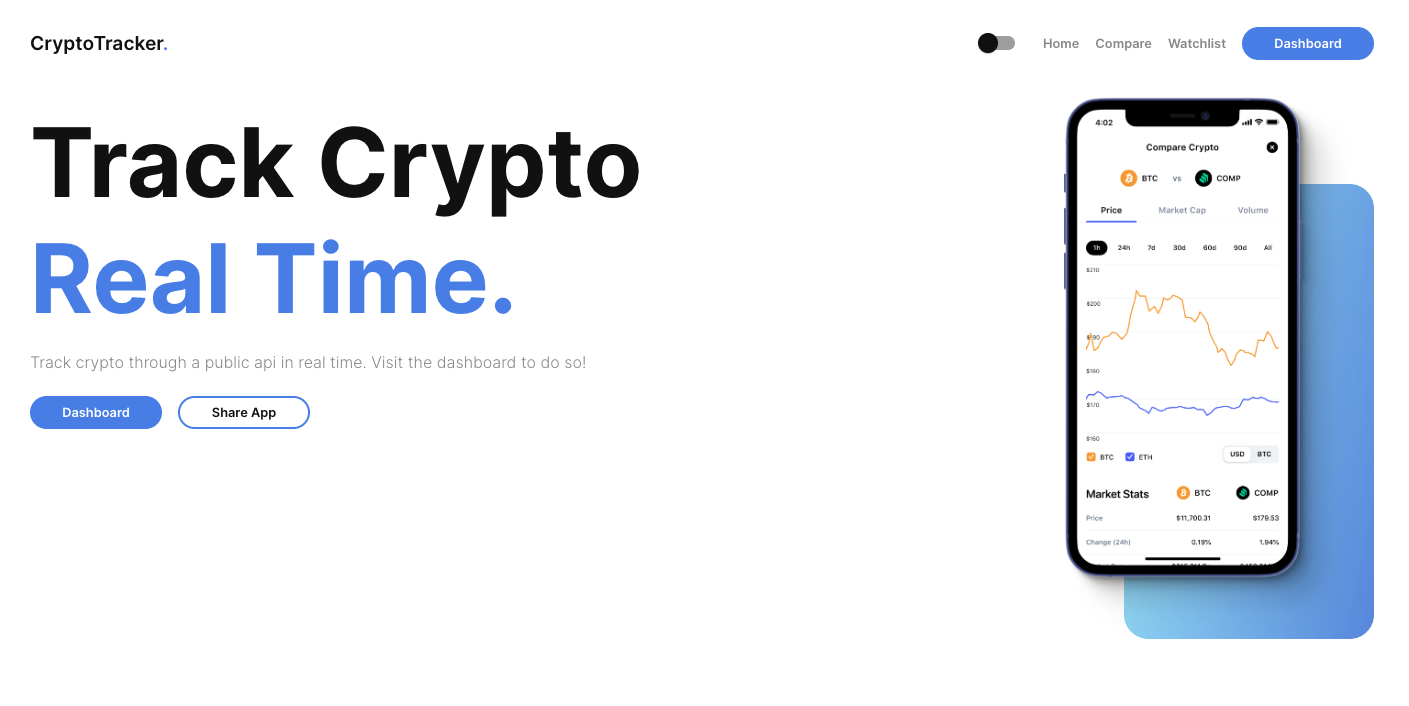 CryptoTracker.
Home Compare Watchlist Dashboard
Track Crypto
Real Time.
Track crypto through a public api in real time. Visit the dashboard to do so!
Dashboard Share App
4:02
Compare Crypto
BTC vs COMP
Price Market Cap Volume
1h 24h 7d 30d 60d 90d All
$210
$200
$190
$180
$170
$160
BTC ETH USD BTC
Market Stats BTC COMP
Price $11,700.31 $179.53
Change (24h) 0.19% 1.94%